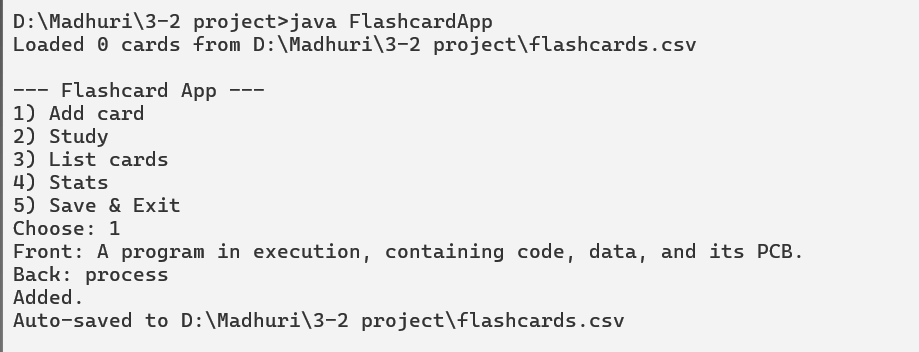 D:\Madhuri\3-2 project>java FlashcardApp
Loaded 0 cards from D:\Madhuri\3-2 project\flashcards.csv
--- Flashcard App ---
1) Add card
2) Study
3) List cards
4) Stats
5) Save & Exit
Choose: 1
Front: A program in execution, containing code, data, and its PCB.
Back: process
Added.
Auto-saved to D:\Madhuri\3-2 project\flashcards.csv